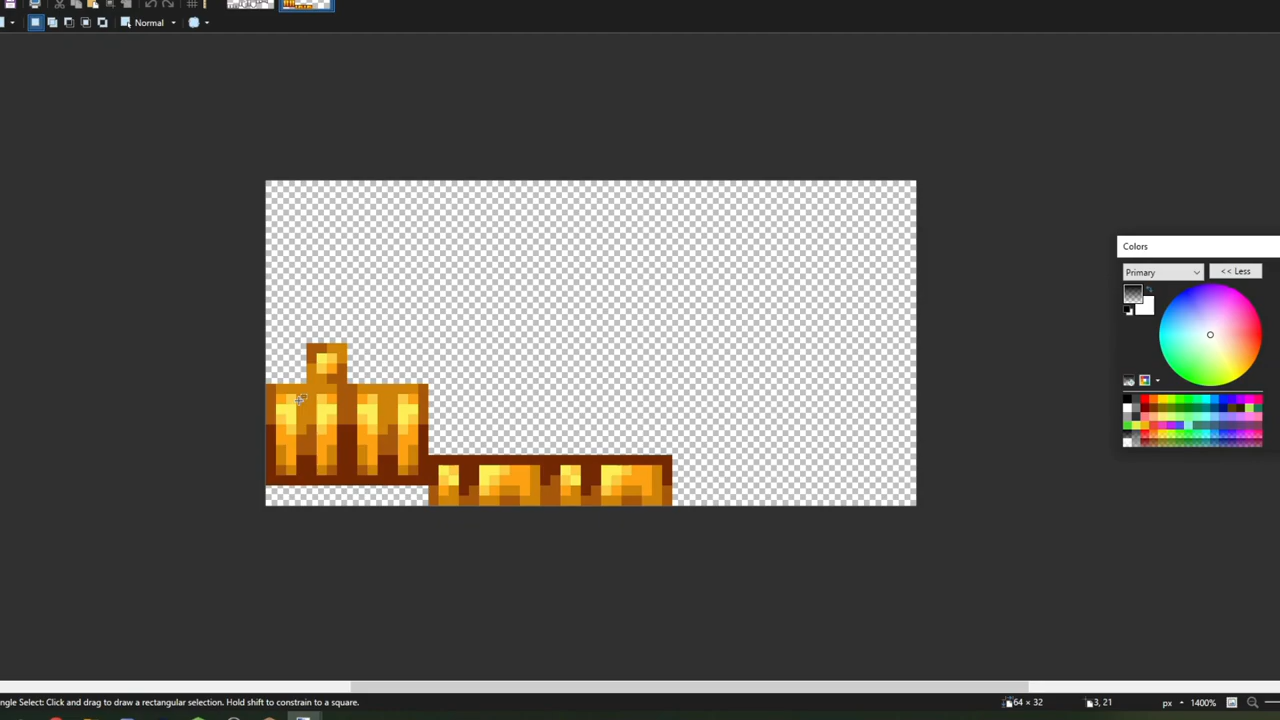 Normal
Colors
Primary
<< Less
ngle Select: Click and drag to draw a rectangular selection. Hold shift to constrain to a square.
64 × 32
3, 21
px
1400%